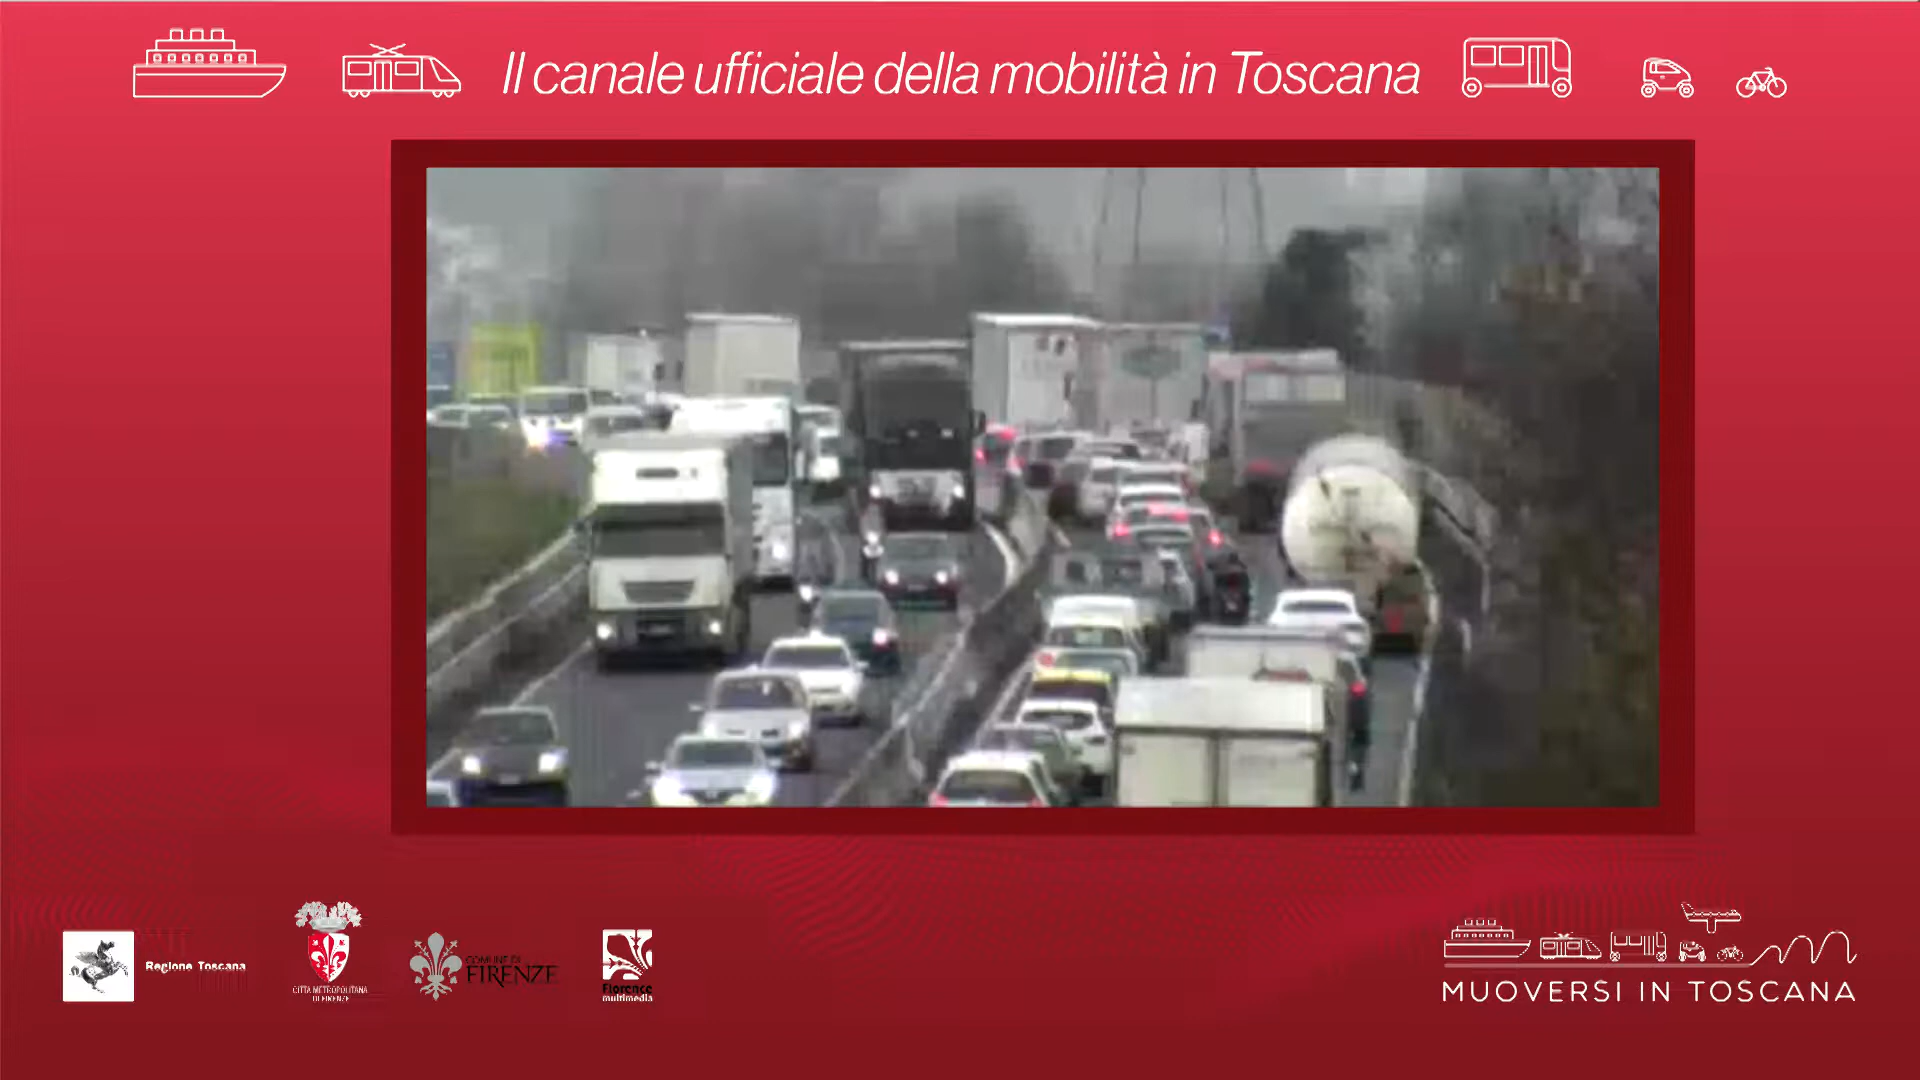 Il canale ufficiale della mobilità in Toscana
Regione Toscana
CITTÀ METROPOLITANA
DI FIRENZE
COMUNE DI
FIRENZE
Florence
multimedia
MUOVERSI IN TOSCANA